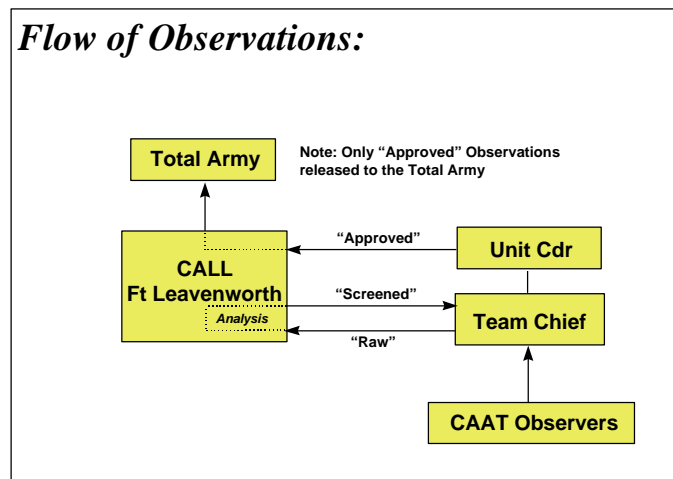 Flow of Observations:
Total Army
Note: Only “Approved” Observations
released to the Total Army
“Approved”
Unit Cdr
CALL
Ft Leavenworth
“Screened”
Analysis
Team Chief
“Raw”
CAAT Observers